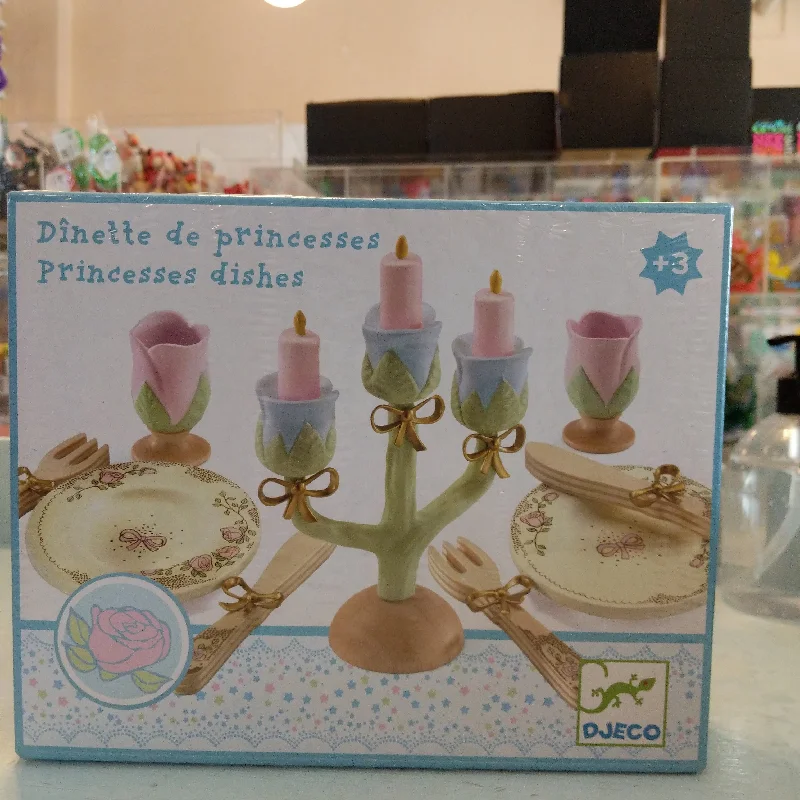 Dînette de princesses
Princesses dishes
+3
DJECO